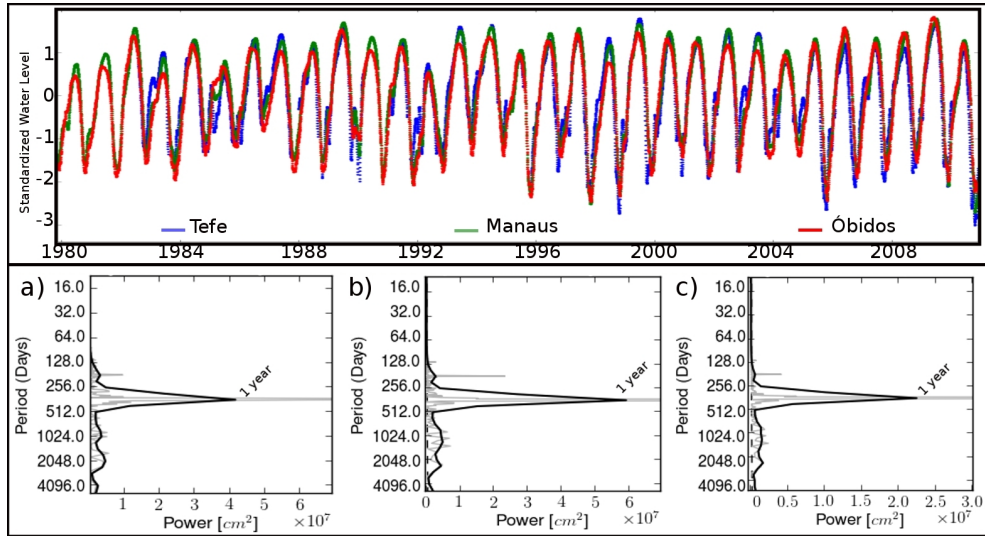 Standardized Water Level
1
0
-1
-2
-3
1
Tefe
Manaus
Óbidos
1980 1984 1988 1992 1996 2000 2004 2008
a)
Period (Days)
16.0
32.0
64.0
128.0
256.0
512.0
1024.0
2048.0
4096.0
1 year
1 2 3 4 5 6
Power [cm²]
×10⁷
b)
Period (Days)
16.0
32.0
64.0
128.0
256.0
512.0
1024.0
2048.0
4096.0
1 year
0 1 2 3 4 5 6
Power [cm²]
×10⁷
c)
Period (Days)
16.0
32.0
64.0
128.0
256.0
512.0
1024.0
2048.0
4096.0
1 year
0 0.5 1.0 1.5 2.0 2.5 3.0
Power [cm²]
×10⁷